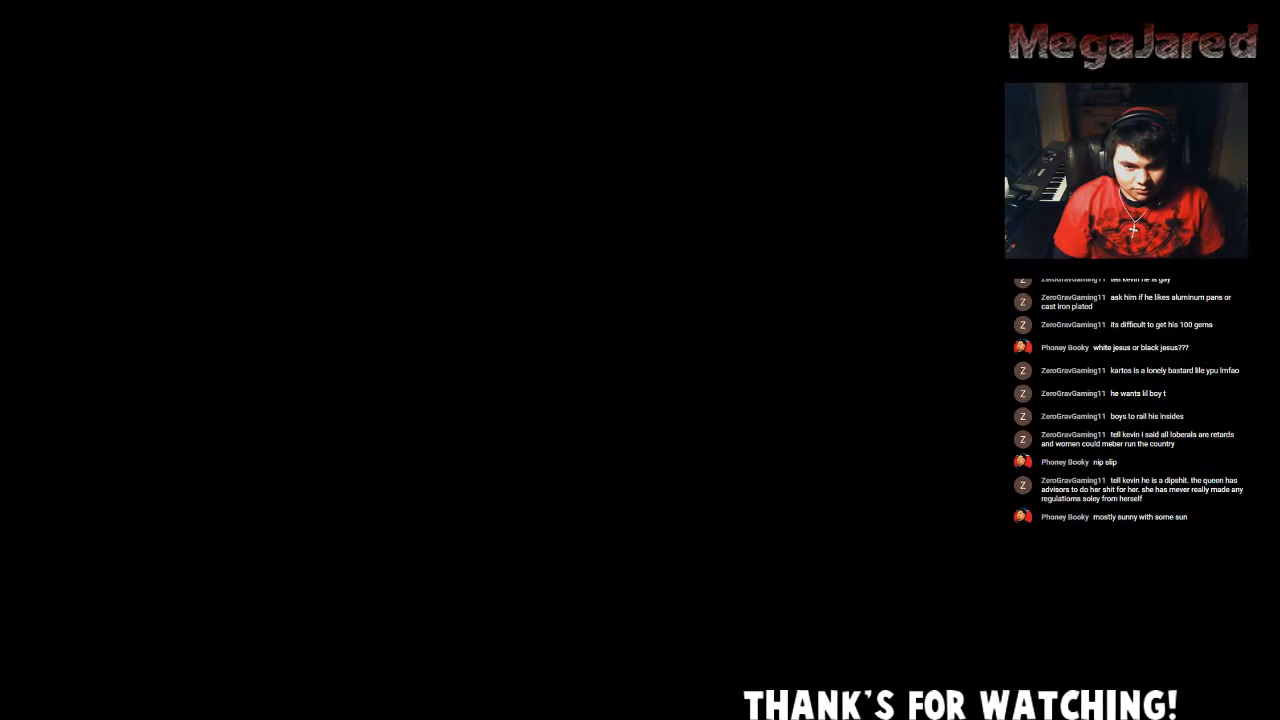 MegaJared
ZeroGravGaming11 tell kevin he is gay
Z ZeroGravGaming11 ask him if he likes aluminum pans or
cast iron plated
Z ZeroGravGaming11 its difficult to get his 100 gems
Phoney Booky white jesus or black jesus???
Z ZeroGravGaming11 kartos is a lonely bastard lile ypu lmfao
Z ZeroGravGaming11 he wants lil boy t
Z ZeroGravGaming11 boys to rail his insides
Z ZeroGravGaming11 tell kevin i said all loberals are retards
and women could meber run the country
Phoney Booky nip slip
Z ZeroGravGaming11 tell kevin he is a dipshit. the queen has
advisors to do her shit for her. she has mever really made any
regulatioms soley from herself
Phoney Booky mostly sunny with some sun
THANK'S FOR WATCHING!